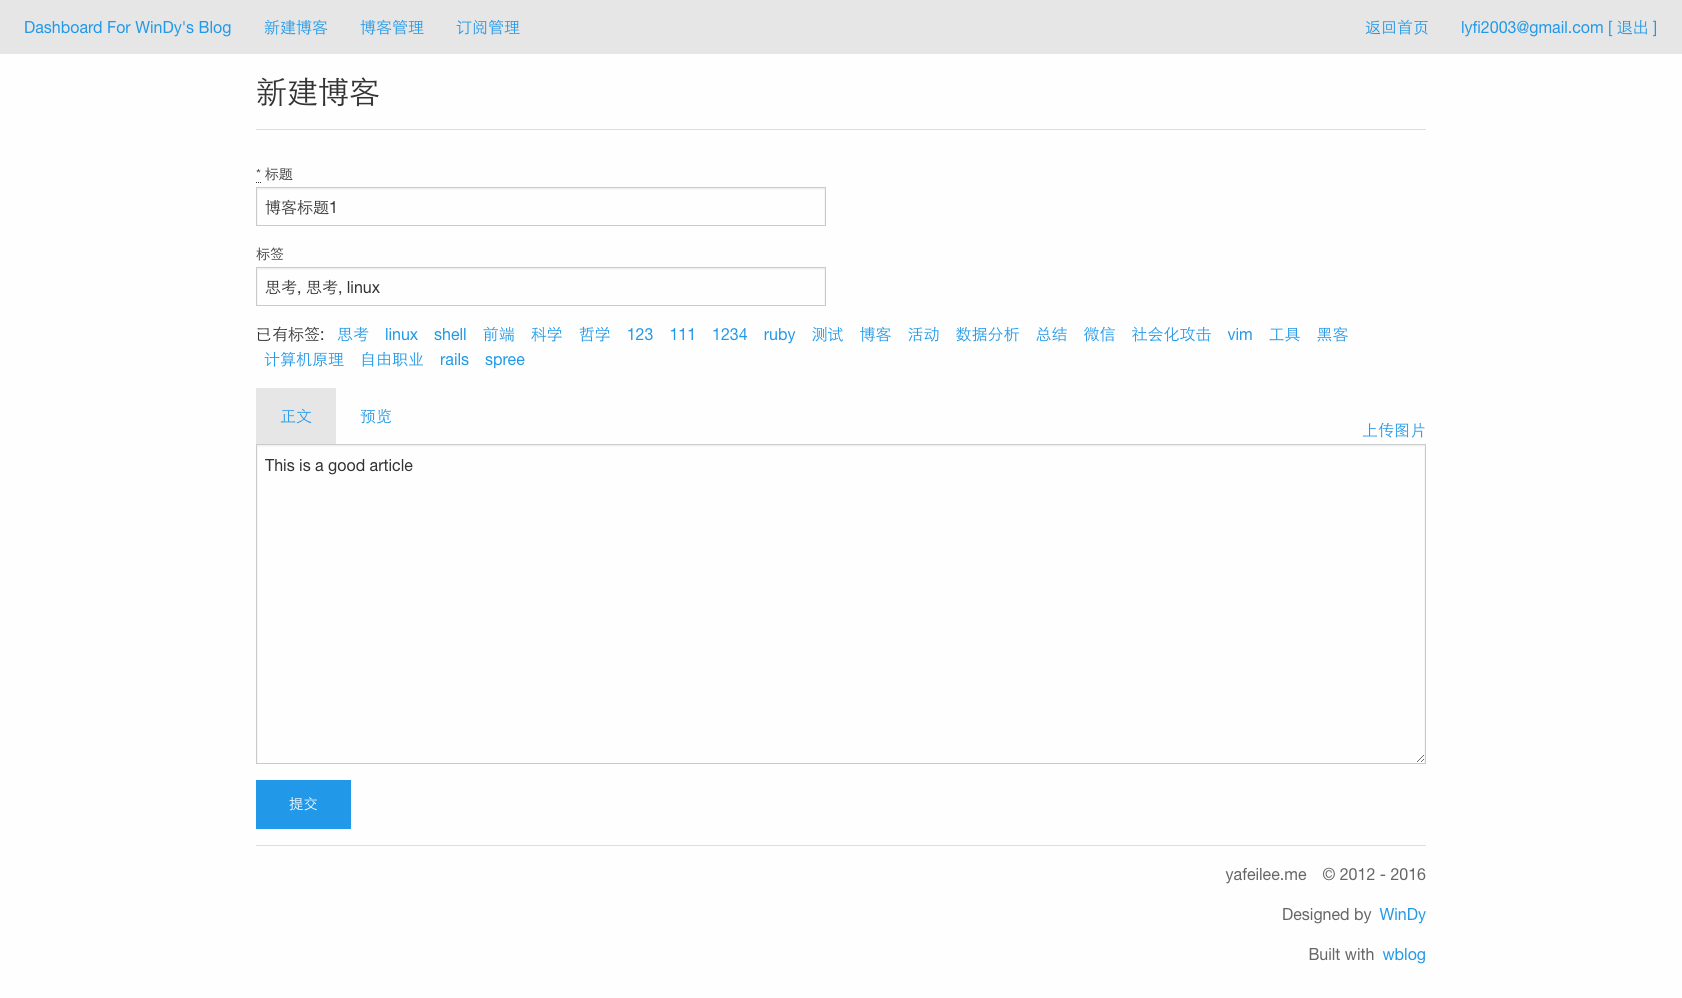 Dashboard For WinDy's Blog 新建博客 博客管理 订阅管理 返回首页 lyfi2003@gmail.com [ 退出 ]
新建博客
* 标题
博客标题1
标签
思考, 思考, linux
已有标签: 思考 linux shell 前端 科学 哲学 123 111 1234 ruby 测试 博客 活动 数据分析 总结 微信 社会化攻击 vim 工具 黑客
计算机原理 自由职业 rails spree
正文 预览 上传图片
This is a good article
提交
yafeilee.me © 2012 - 2016
Designed by WinDy
Built with wblog